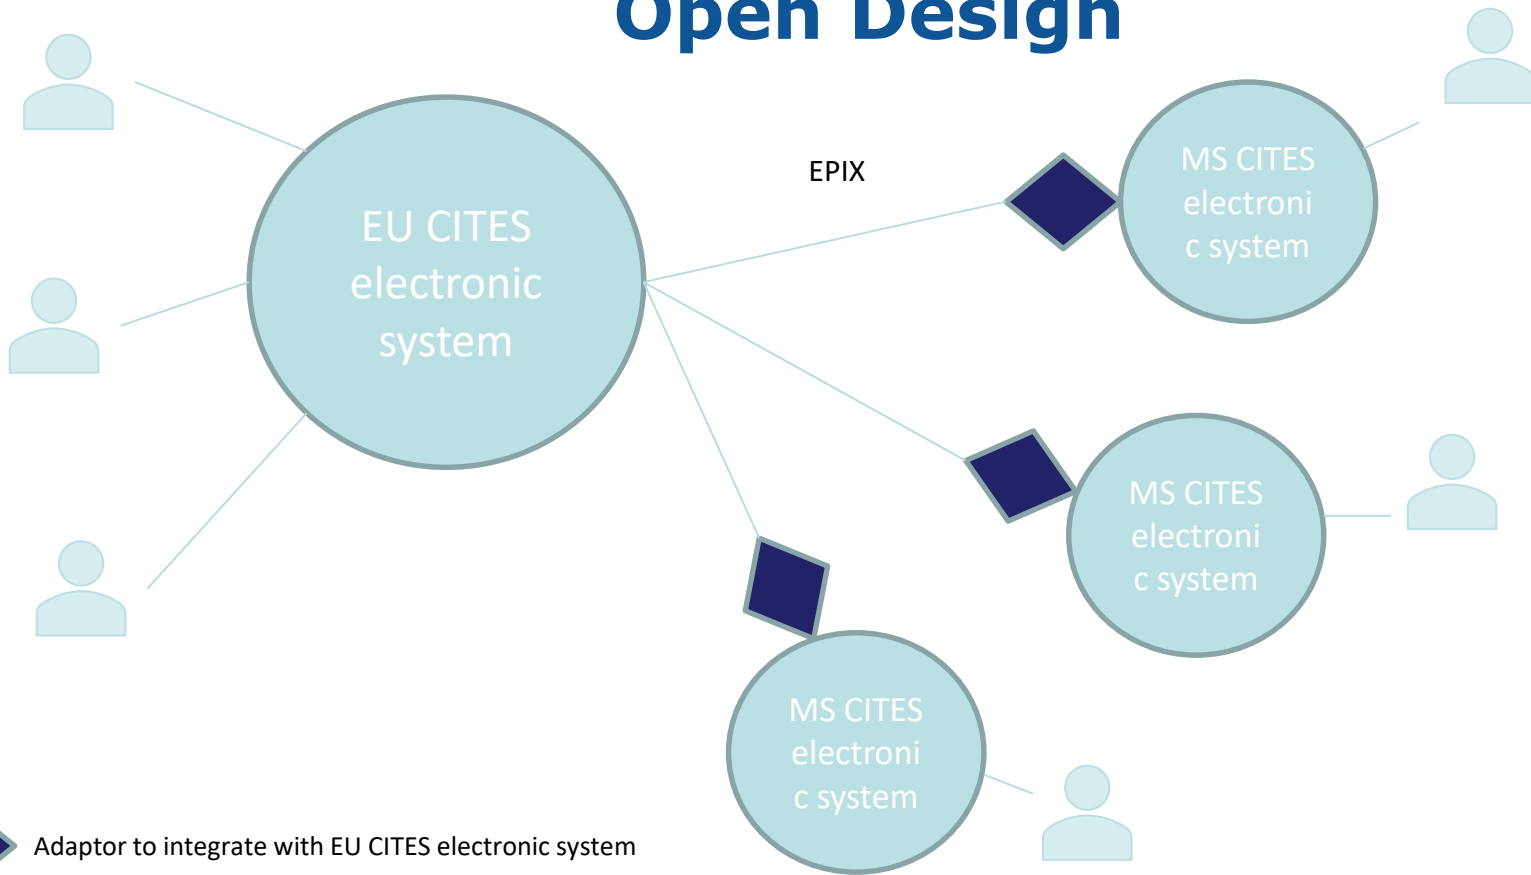 Open Design
EPIX
EU CITES
electronic
system
MS CITES
electroni
c system
MS CITES
electroni
c system
MS CITES
electroni
c system
Adaptor to integrate with EU CITES electronic system